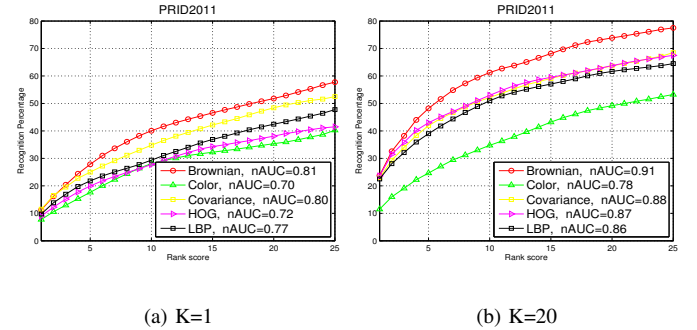 PRID2011
80
70
60
50
40
30
20
10
0
5
10
15
20
25
Recognition Percentage
Rank score
Brownian, nAUC=0.81
Color, nAUC=0.70
Covariance, nAUC=0.80
HOG, nAUC=0.72
LBP, nAUC=0.77
(a) K=1
PRID2011
80
70
60
50
40
30
20
10
0
5
10
15
20
25
Recognition Percentage
Rank score
Brownian, nAUC=0.91
Color, nAUC=0.78
Covariance, nAUC=0.88
HOG, nAUC=0.87
LBP, nAUC=0.86
(b) K=20